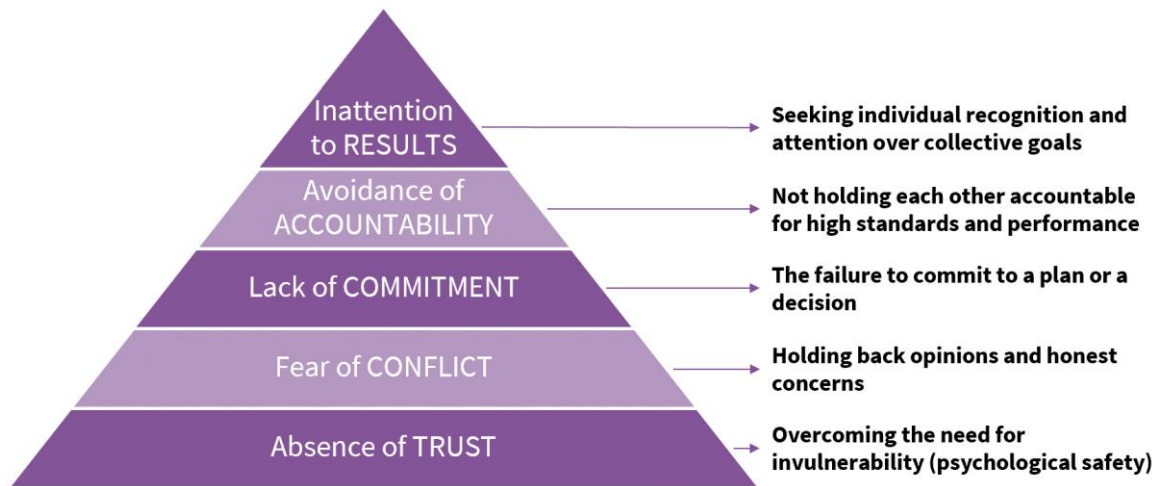 Inattention
to RESULTS
Seeking individual recognition and
attention over collective goals
Avoidance of
ACCOUNTABILITY
Not holding each other accountable
for high standards and performance
Lack of COMMITMENT
The failure to commit to a plan or a
decision
Fear of CONFLICT
Holding back opinions and honest
concerns
Absence of TRUST
Overcoming the need for
invulnerability (psychological safety)